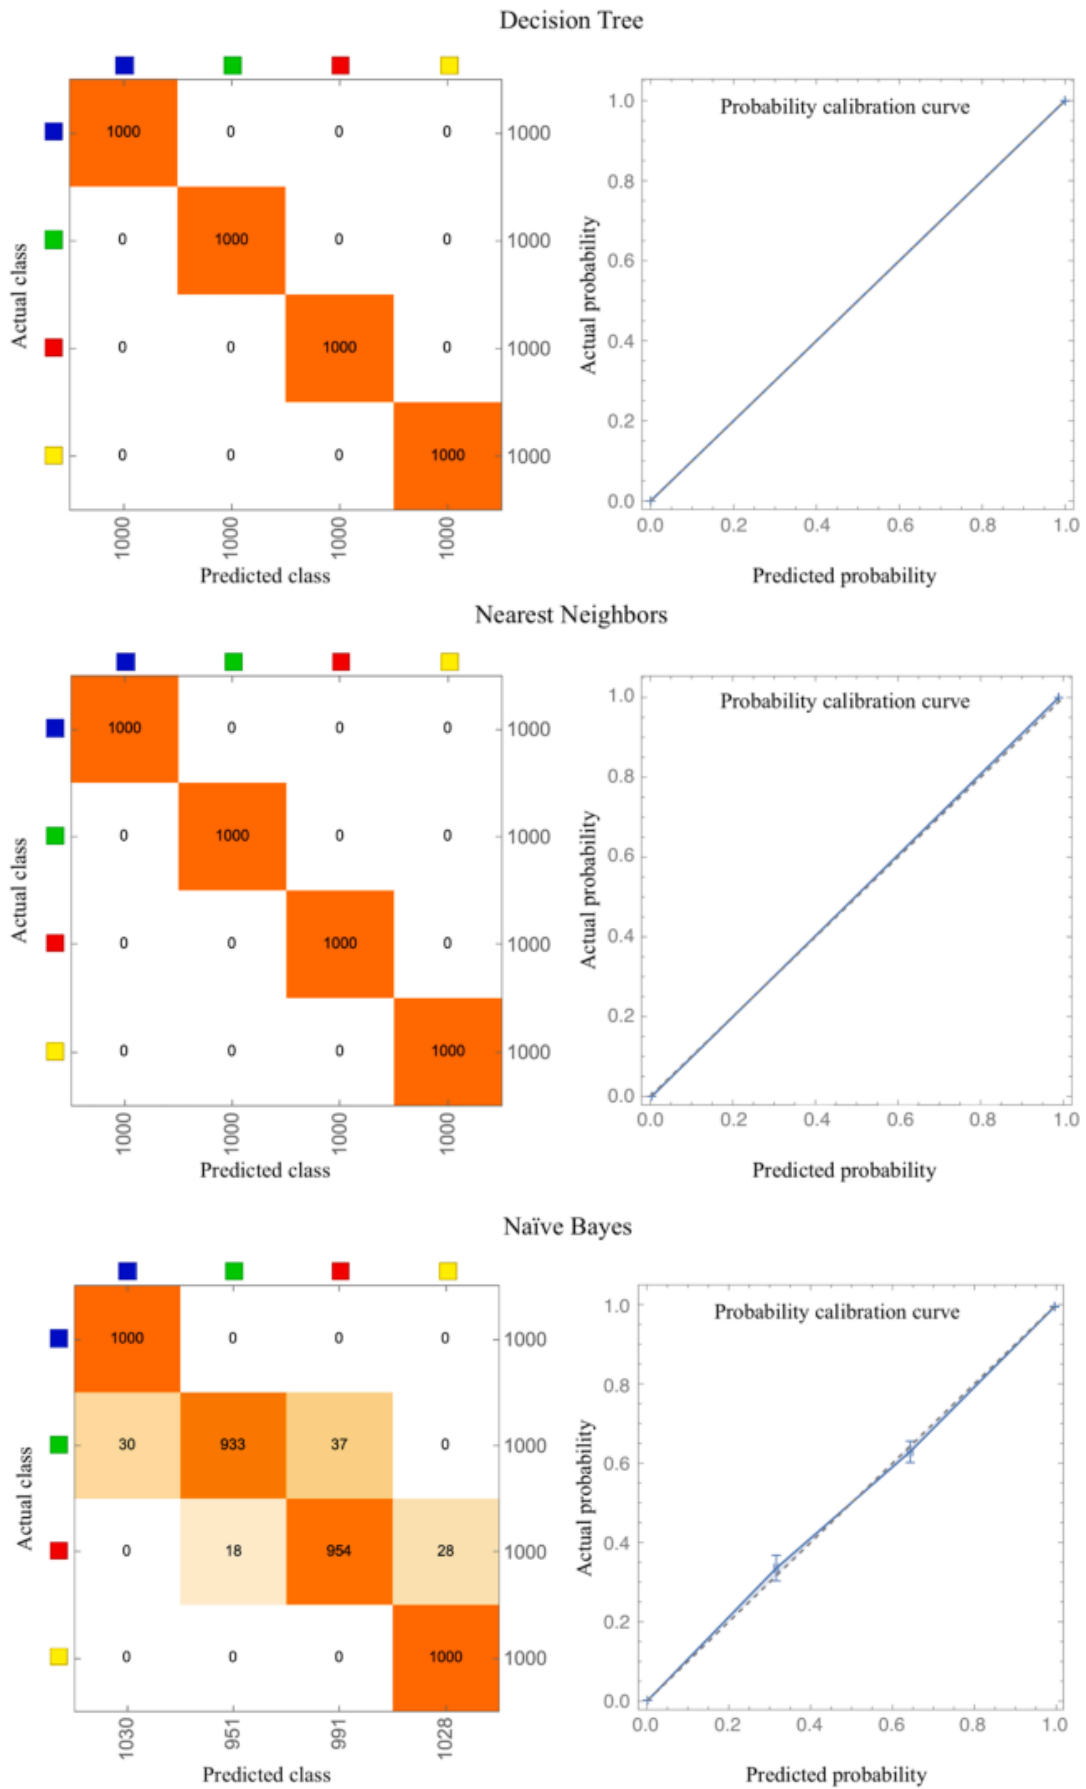 Decision Tree
1000 0 0 0 1000
0 1000 0 0 1000
0 0 1000 0 1000
0 0 0 1000 1000
1000 1000 1000 1000
Actual class
Predicted class
Probability calibration curve
1.0
0.8
0.6
0.4
0.2
0.0
0.0 0.2 0.4 0.6 0.8 1.0
Actual probability
Predicted probability
Nearest Neighbors
1000 0 0 0 1000
0 1000 0 0 1000
0 0 1000 0 1000
0 0 0 1000 1000
1000 1000 1000 1000
Actual class
Predicted class
Probability calibration curve
1.0
0.8
0.6
0.4
0.2
0.0
0.0 0.2 0.4 0.6 0.8 1.0
Actual probability
Predicted probability
Naïve Bayes
1000 0 0 0 1000
30 933 37 0 1000
0 18 954 28 1000
0 0 0 1000 1000
1030 951 991 1028
Actual class
Predicted class
Probability calibration curve
1.0
0.8
0.6
0.4
0.2
0.0
0.0 0.2 0.4 0.6 0.8 1.0
Actual probability
Predicted probability